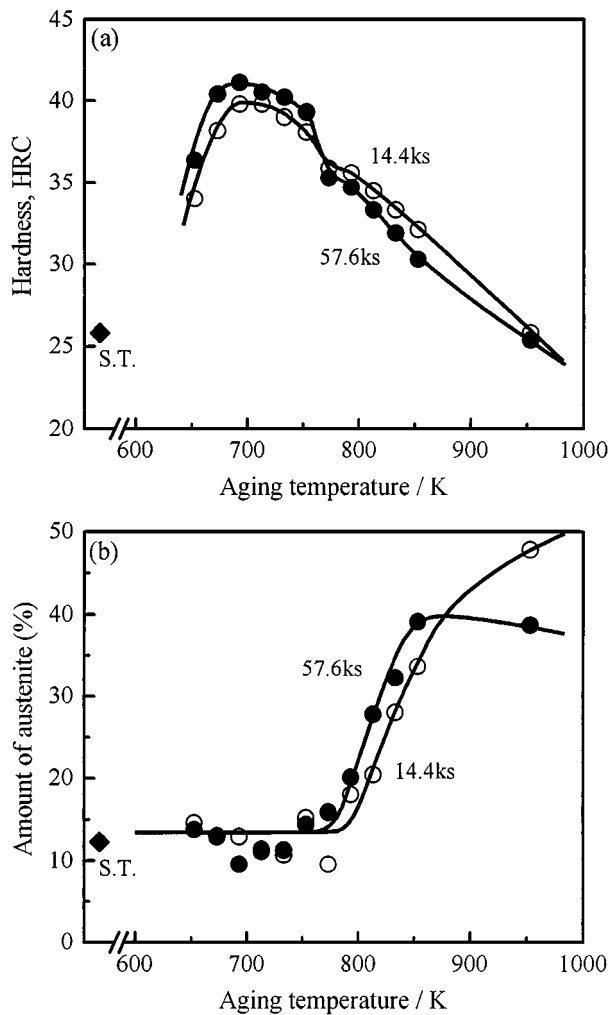 (a)
45
40
35
30
25
20
Hardness, HRC
14.4ks
57.6ks
S.T.
600 700 800 900 1000
Aging temperature / K
(b)
50
40
30
20
10
0
Amount of austenite (%)
57.6ks
14.4ks
S.T.
600 700 800 900 1000
Aging temperature / K